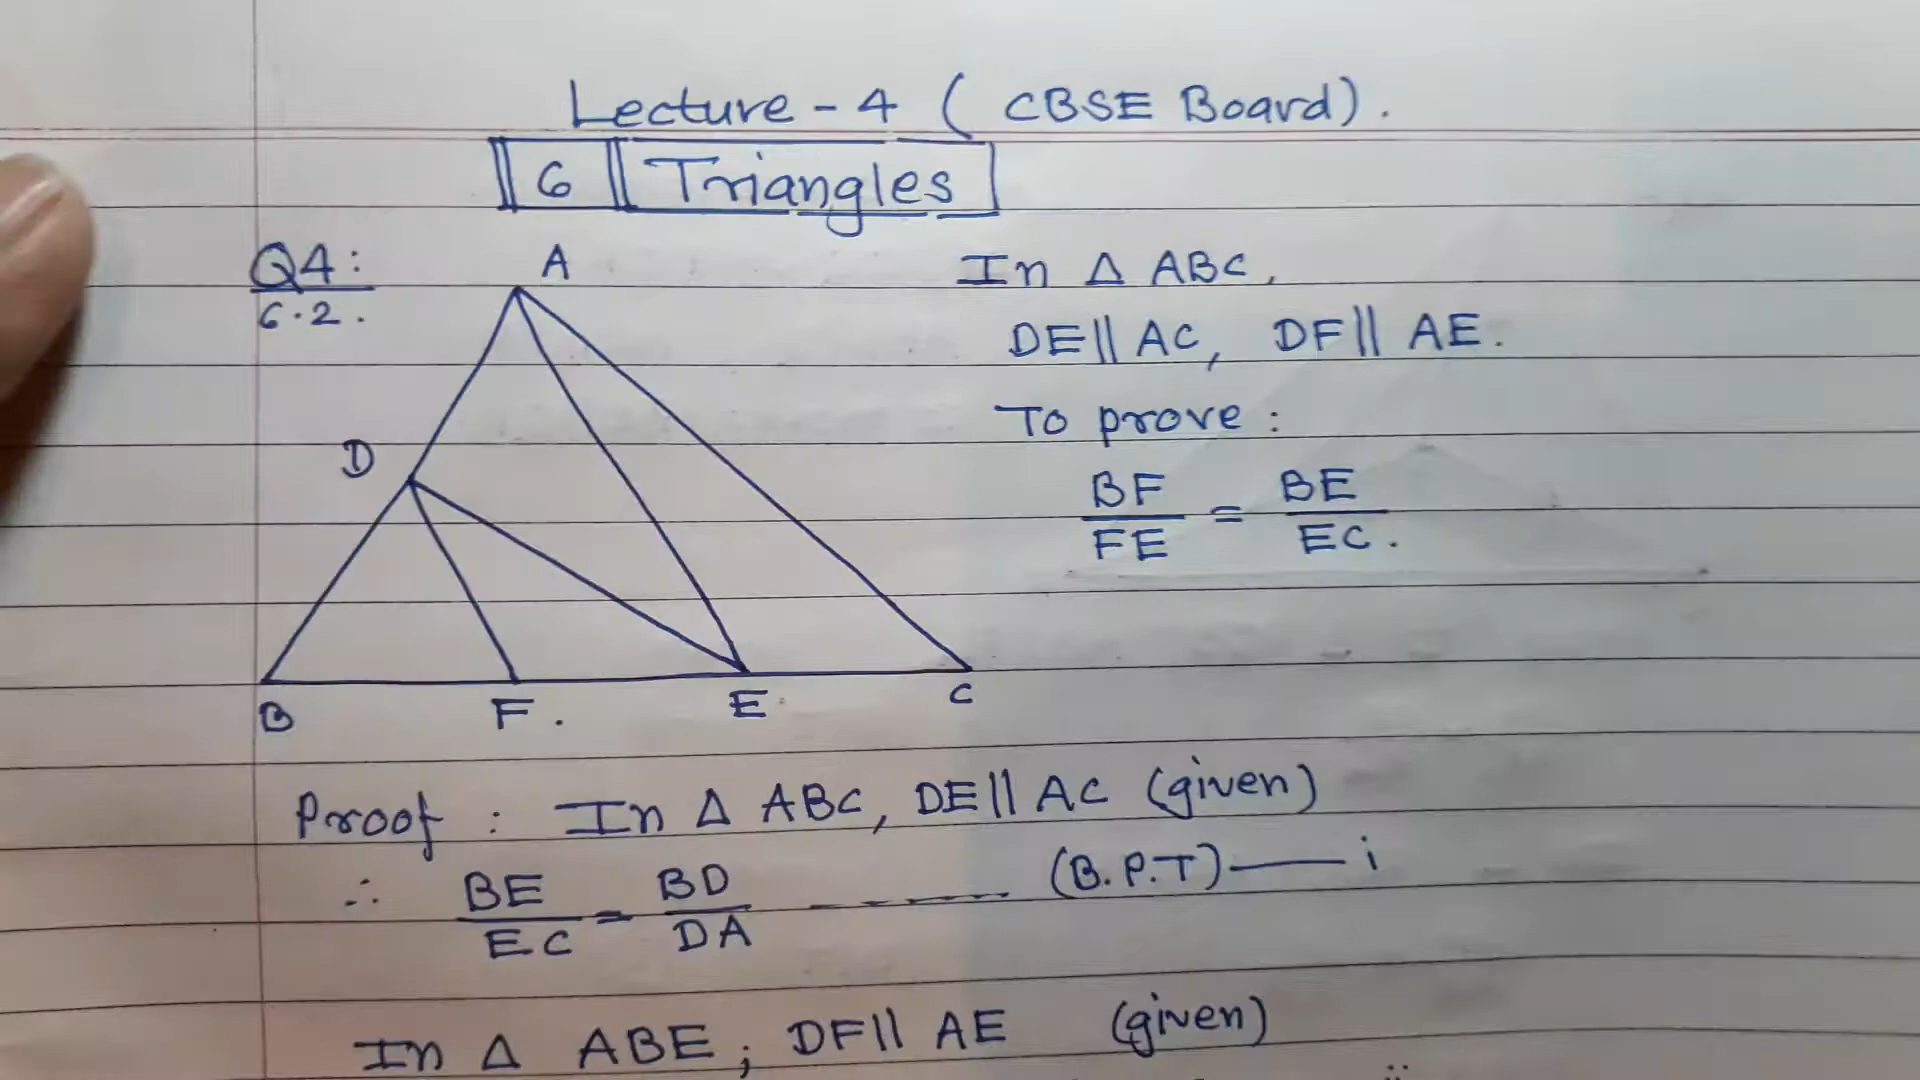 Lecture - 4 ( CBSE Board).
6 Triangles
Q4:
6.2.
A
D
B
F.
E
C
In Δ ABC,
DE || AC, DF || AE.
To prove :
BF/FE = BE/EC.
Proof : In Δ ABC, DE || AC (given)
∴ BE/EC = BD/DA ------ (B.P.T) — i
In Δ ABE; DF || AE (given)